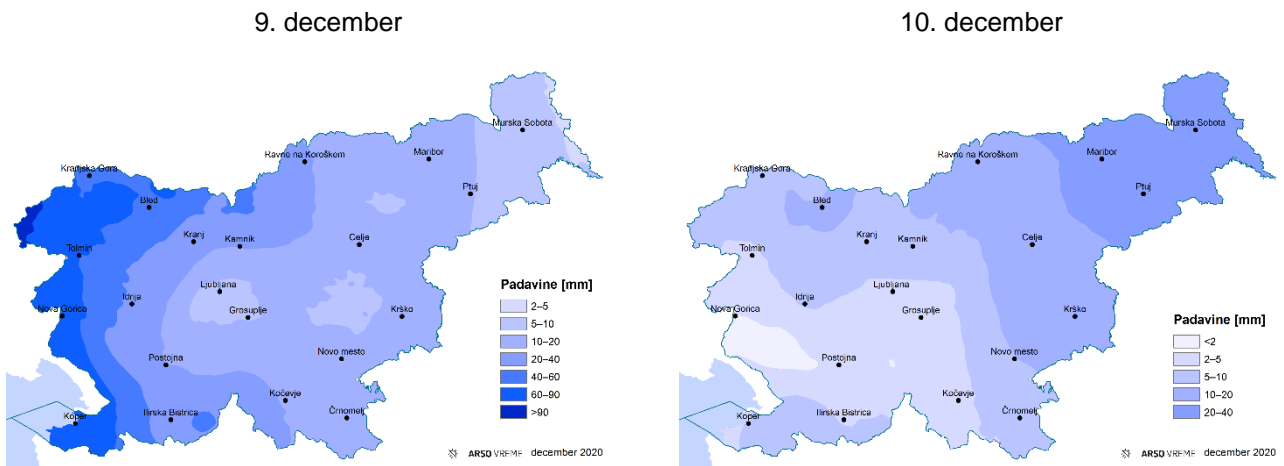 9. december
10. december
Murska Sobota
Maribor
Ravne na Koroškem
Kranjska Gora
Ptuj
Bled
Kranj
Kamnik
Celje
Tolmin
Ljubljana
Idrija
Nova Gorica
Grosuplje
Krško
Postojna
Novo mesto
Kočevje
Koper
Ilirska Bistrica
Črnomelj
Padavine [mm]
2–5
5–10
10–20
20–40
40–60
60–90
>90
ARSO VREME december 2020
Murska Sobota
Maribor
Ravne na Koroškem
Kranjska Gora
Ptuj
Bled
Kranj
Kamnik
Celje
Tolmin
Ljubljana
Idrija
Nova Gorica
Grosuplje
Krško
Postojna
Novo mesto
Kočevje
Koper
Ilirska Bistrica
Črnomelj
Padavine [mm]
<2
2–5
5–10
10–20
20–40
ARSO VREME december 2020